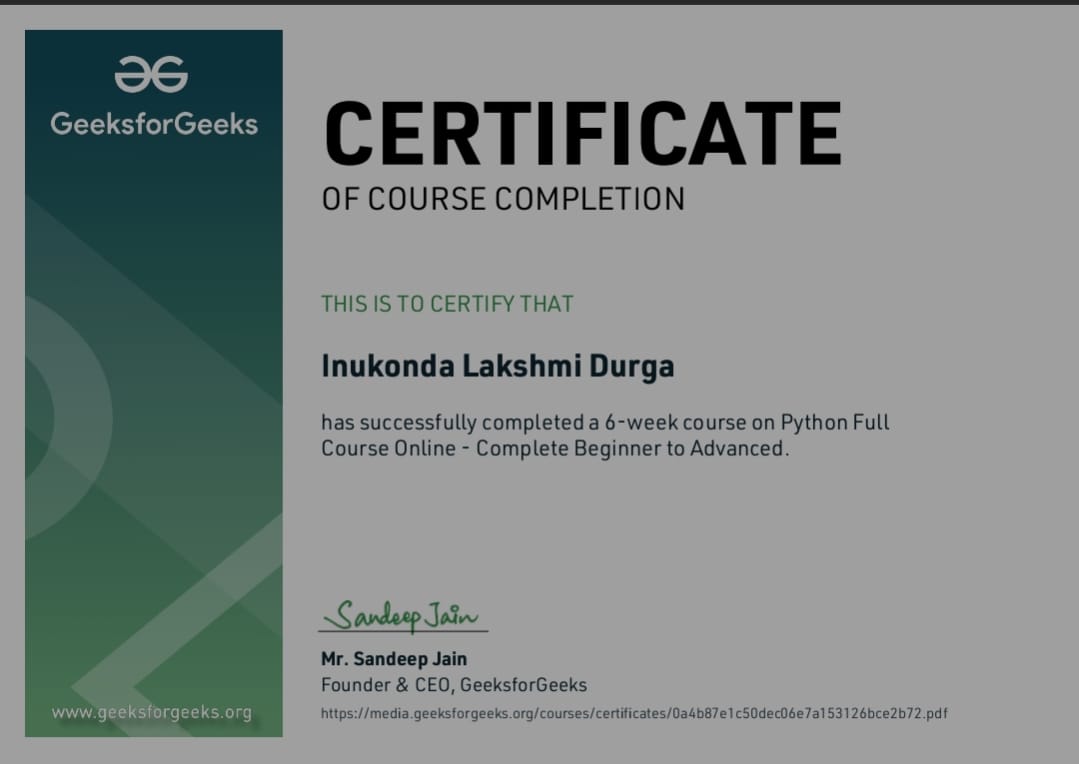 GeeksforGeeks
CERTIFICATE
OF COURSE COMPLETION
THIS IS TO CERTIFY THAT
Inukonda Lakshmi Durga
has successfully completed a 6-week course on Python Full
Course Online - Complete Beginner to Advanced.
Sandeep Jain
Mr. Sandeep Jain
Founder & CEO, GeeksforGeeks
https://media.geeksforgeeks.org/courses/certificates/0a4b87e1c50dec06e7a153126bce2b72.pdf
www.geeksforgeeks.org